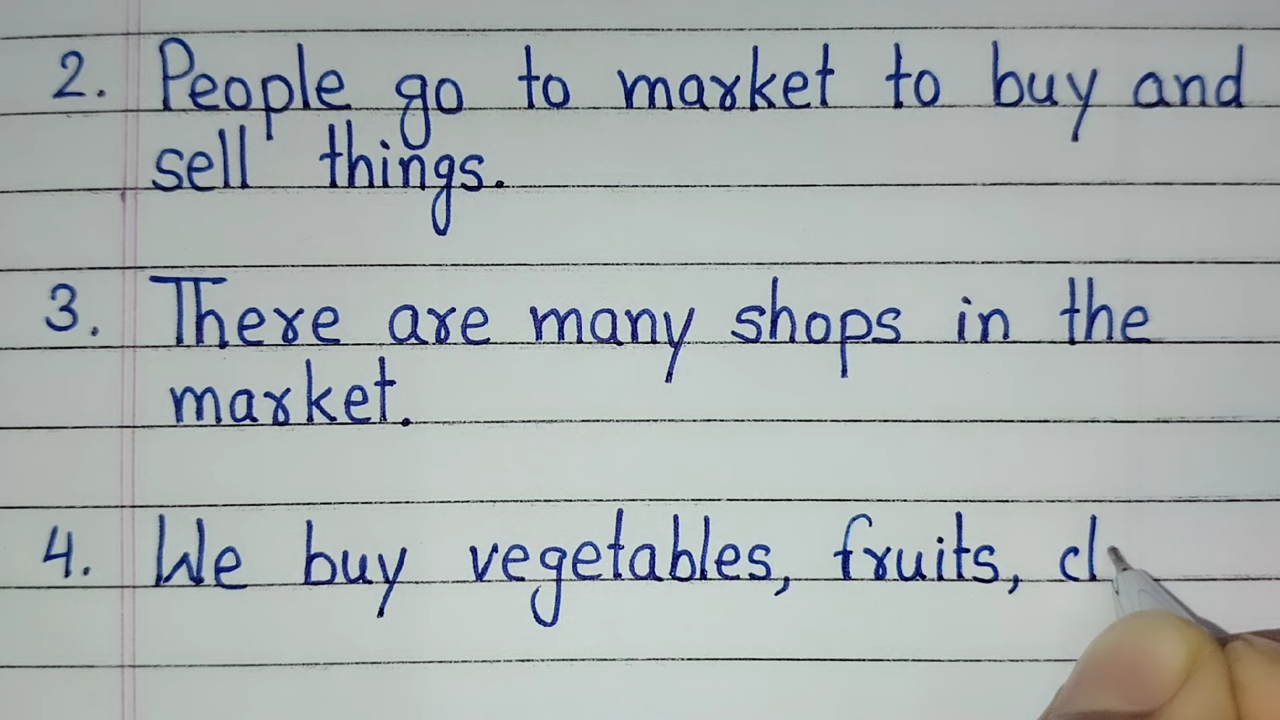 2. People go to market to buy and
sell things.
3. There are many shops in the
market.
4. We buy vegetables, fruits, cl